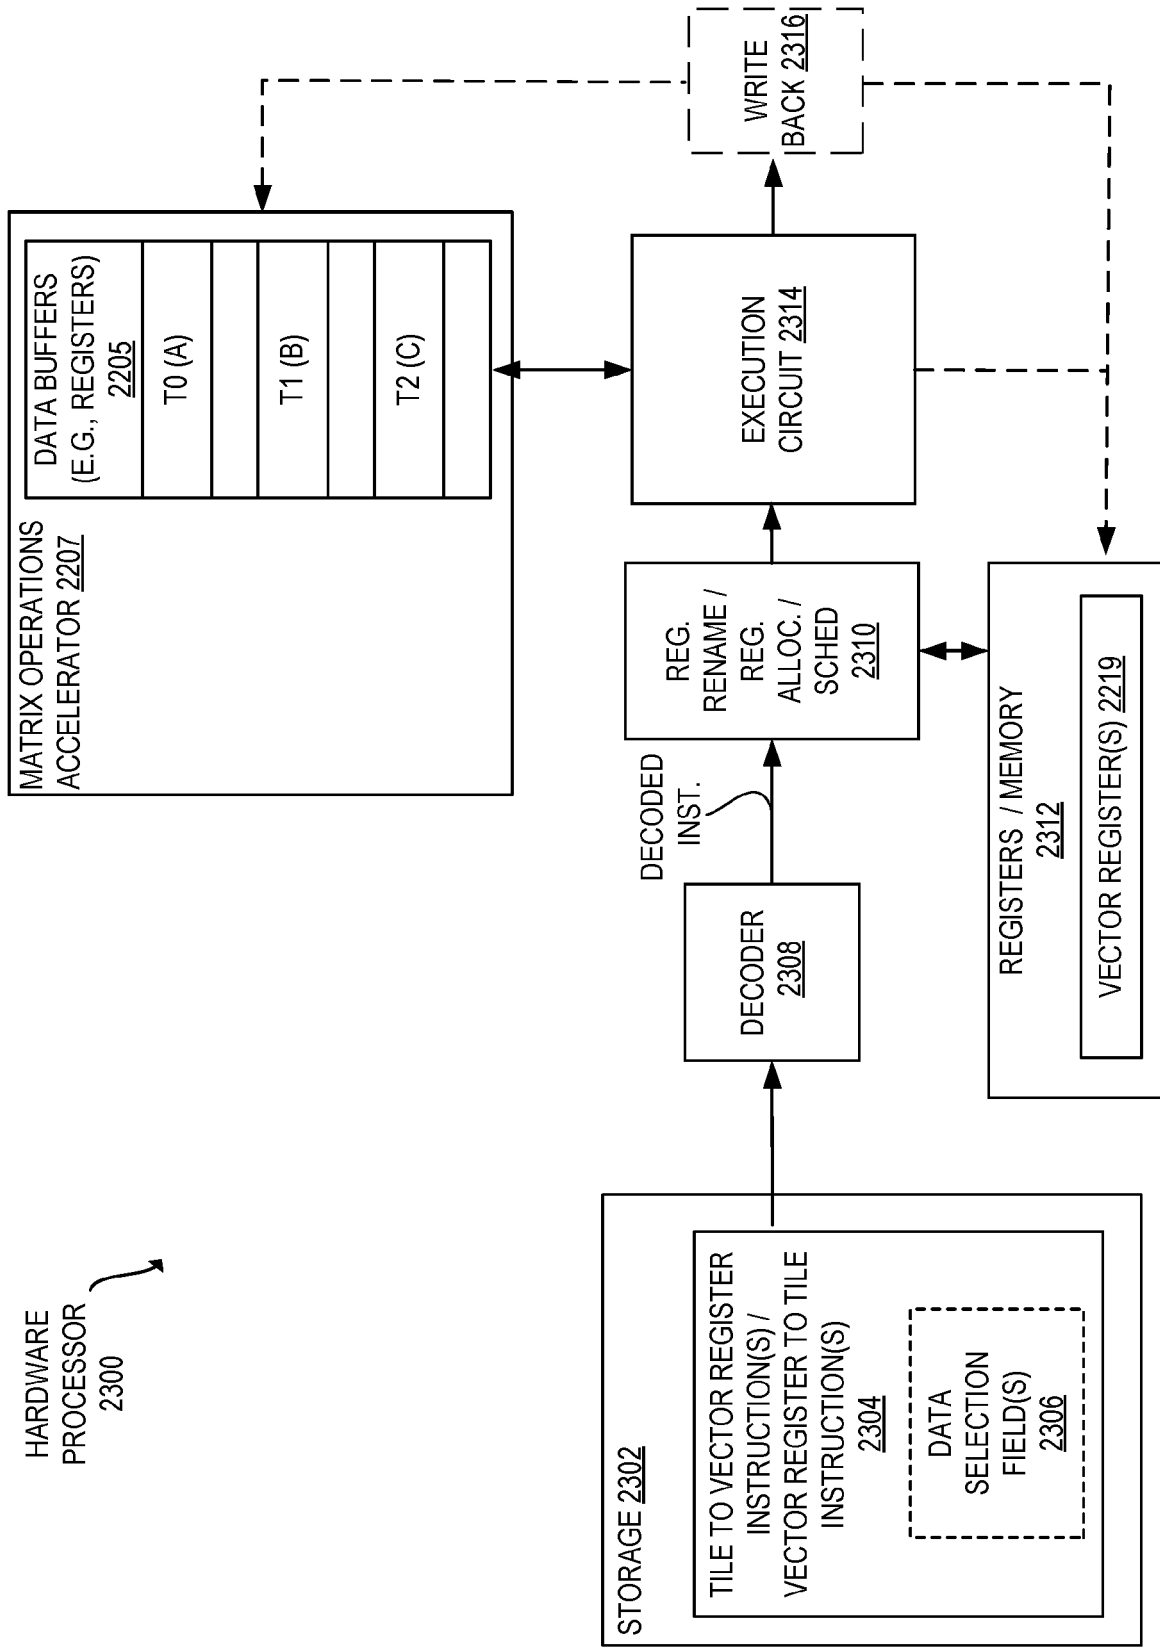 HARDWARE
PROCESSOR
2300
STORAGE 2302
TILE TO VECTOR REGISTER
INSTRUCTION(S) /
VECTOR REGISTER TO TILE
INSTRUCTION(S)
2304
DATA
SELECTION
FIELD(S)
2306
DECODER
2308
DECODED
INST.
REG.
RENAME /
REG.
ALLOC. /
SCHED
2310
REGISTERS / MEMORY
2312
VECTOR REGISTER(S) 2219
MATRIX OPERATIONS
ACCELERATOR 2207
DATA BUFFERS
(E.G., REGISTERS)
2205
T0 (A)
T1 (B)
T2 (C)
EXECUTION
CIRCUIT 2314
WRITE
BACK 2316